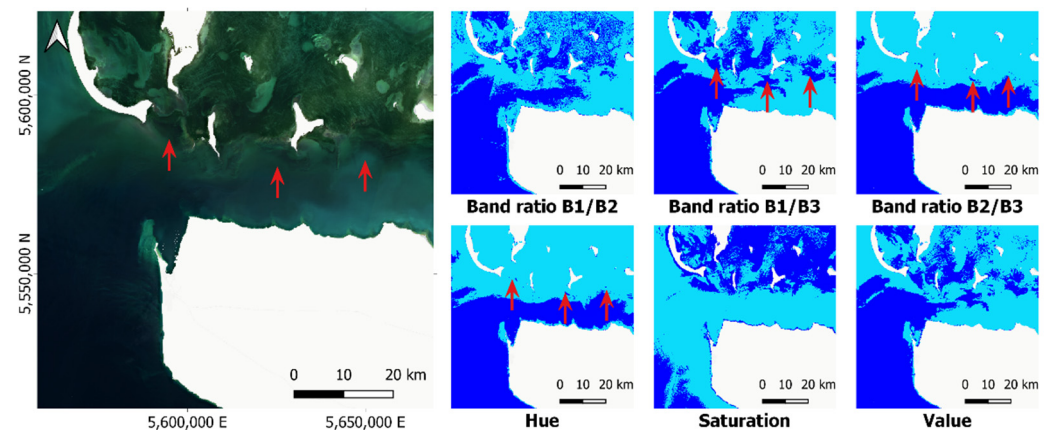 5,600,000 N
5,550,000 N
0 10 20 km
5,600,000 E 5,650,000 E
0 10 20 km
Band ratio B1/B2
0 10 20 km
Band ratio B1/B3
0 10 20 km
Band ratio B2/B3
0 10 20 km
Hue
0 10 20 km
Saturation
0 10 20 km
Value